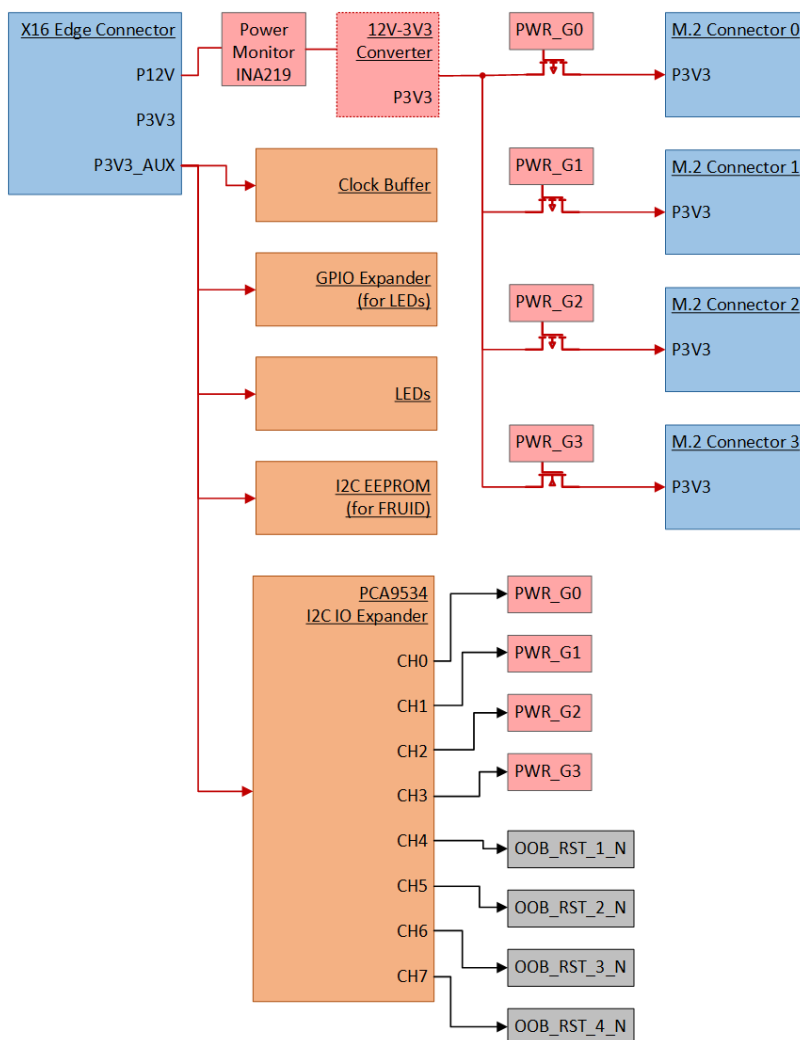 X16 Edge Connector
P12V
P3V3
P3V3_AUX
Power
Monitor
INA219
12V-3V3
Converter
P3V3
PWR_G0
M.2 Connector 0
P3V3
Clock Buffer
PWR_G1
M.2 Connector 1
P3V3
GPIO Expander
(for LEDs)
PWR_G2
M.2 Connector 2
P3V3
LEDs
PWR_G3
M.2 Connector 3
P3V3
I2C EEPROM
(for FRUID)
PCA9534
I2C IO Expander
CH0
CH1
CH2
CH3
CH4
CH5
CH6
CH7
PWR_G0
PWR_G1
PWR_G2
PWR_G3
OOB_RST_1_N
OOB_RST_2_N
OOB_RST_3_N
OOB_RST_4_N